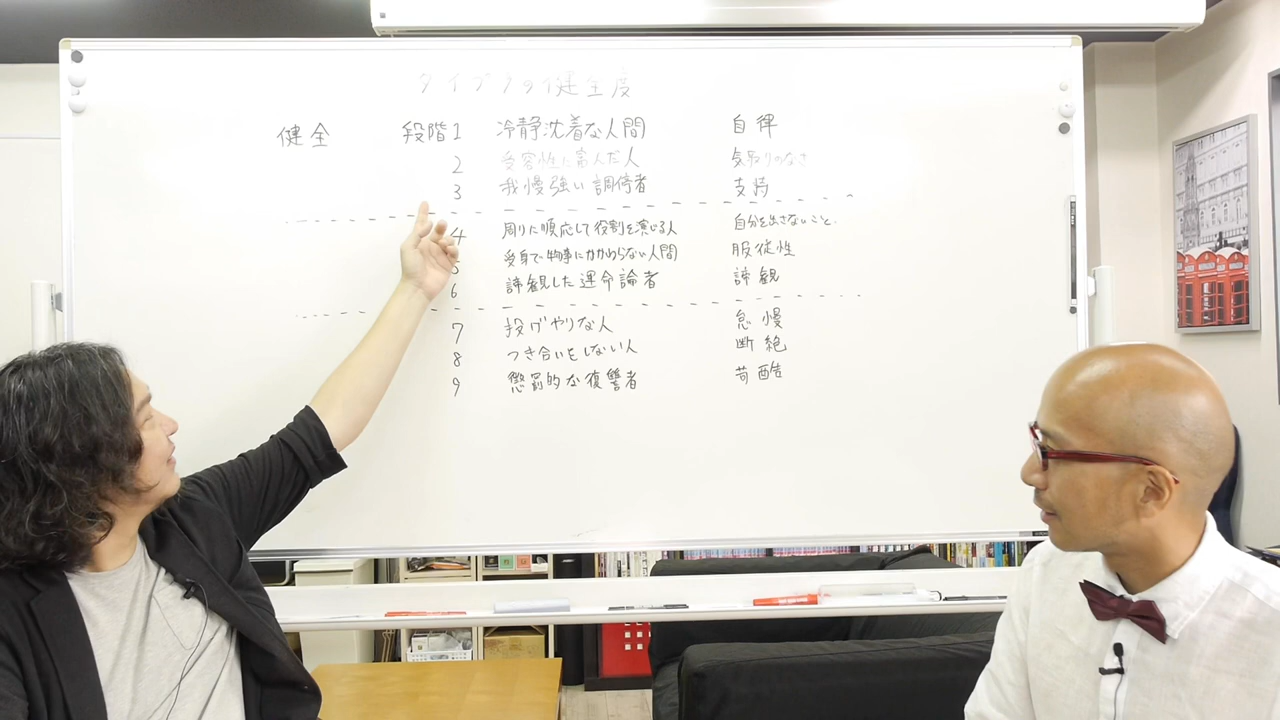 タイプ9の健全度
健全 段階1 冷静沈着な人間 自律
2 受容性に富んだ人 気取りのなさ
3 我慢強い調停者 支持
4 周りに順応して役割を演じる人 自分を出さないこと.
5 受身で物事にかかわらない人間 服従性
6 諦観した運命論者 諦観
7 投げやりな人 怠慢
8 つき合いをしない人 断絶
9 懲罰的な復讐者 苛酷